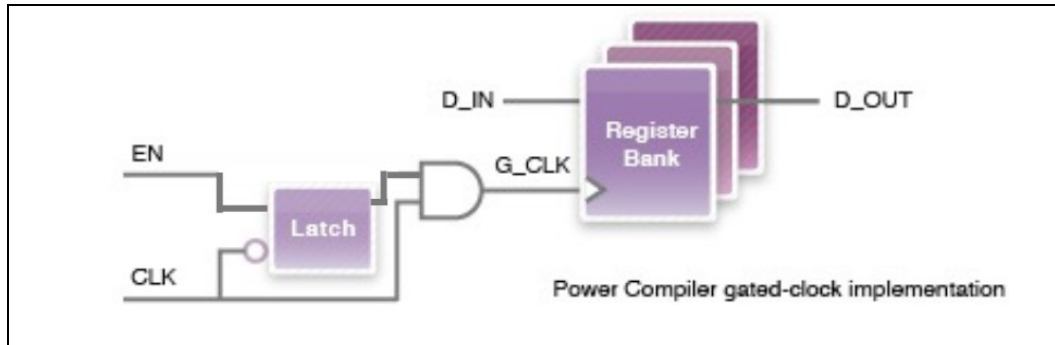 D_IN
D_OUT
Register
Bank
EN
G_CLK
Latch
CLK
Power Compiler gated-clock implementation